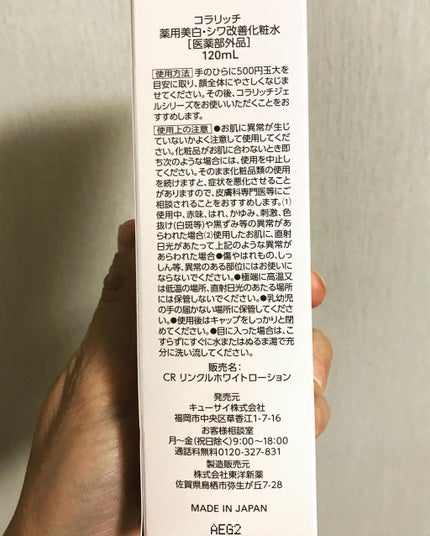 コラリッチ
薬用美白・シワ改善化粧水
[医薬部外品]
120mL
使用方法 手のひらに500円玉大を
目安に取り、顔全体にやさしくなじま
せてください。その後、コラリッチジェ
ルシリーズをお使いいただくことをお
すすめします。
使用上の注意 ●お肌に異常が生じ
ていないかよく注意して使用してくだ
さい。化粧品がお肌に合わないとき即
ち次のような場合には、使用を中止し
てください。そのまま化粧品類の使用
を続けますと、症状を悪化させること
がありますので、皮膚科専門医等にご
相談されることをおすすめします。(1)
使用中、赤味、はれ、かゆみ、刺激、色
抜け(白斑等)や黒ずみ等の異常があ
らわれた場合(2)使用したお肌に、直射
日光があたって上記のような異常が
あらわれた場合●傷やはれもの、しっ
しん等、異常のある部位にはお使いに
ならないでください。●極端に高温又
は低温の場所、直射日光のあたる場所
には保管しないでください。●乳幼児
の手の届かない場所に保管してくださ
い。●使用後はキャップをしっかりと閉
めてください。●目に入った場合は、こ
すらずにすぐに水またはぬるま湯で充
分に洗い流してください。
販売名：
CR リンクルホワイトローション
発売元
キューサイ株式会社
福岡市中央区草香江1-7-16
お客様相談室
月～金(祝日除く)9:00～18:00
通話料無料0120-327-831
製造販売元
株式会社東洋新薬
佐賀県鳥栖市弥生が丘7-28
MADE IN JAPAN
AEG2